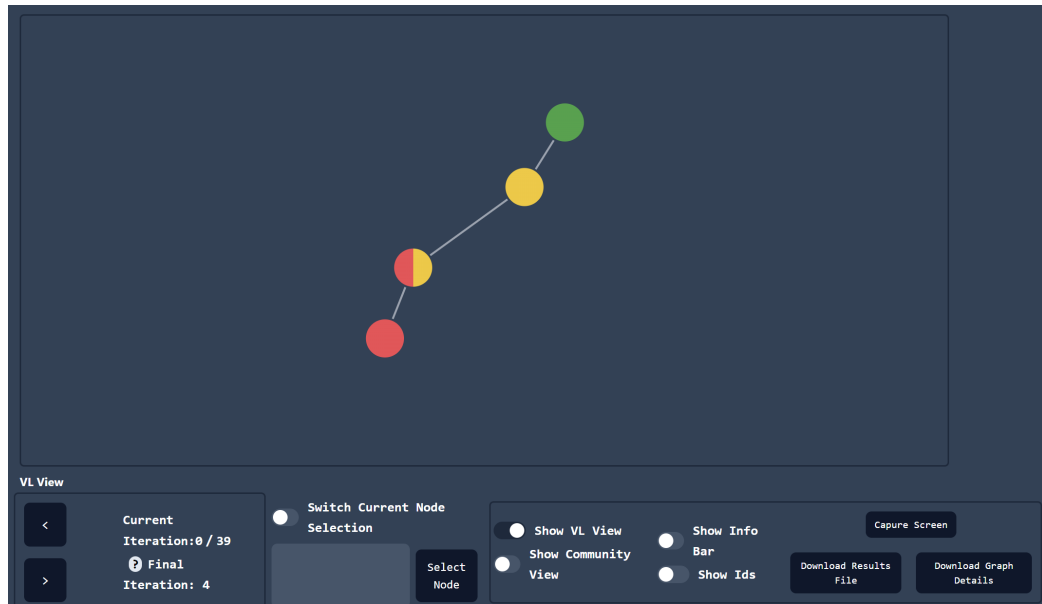 VL View
<
Current
Iteration:0 / 39
? Final
Iteration: 4
>
Switch Current Node
Selection
Select
Node
Show VL View
Show Community
View
Show Info
Bar
Show Ids
Capure Screen
Download Results
File
Download Graph
Details